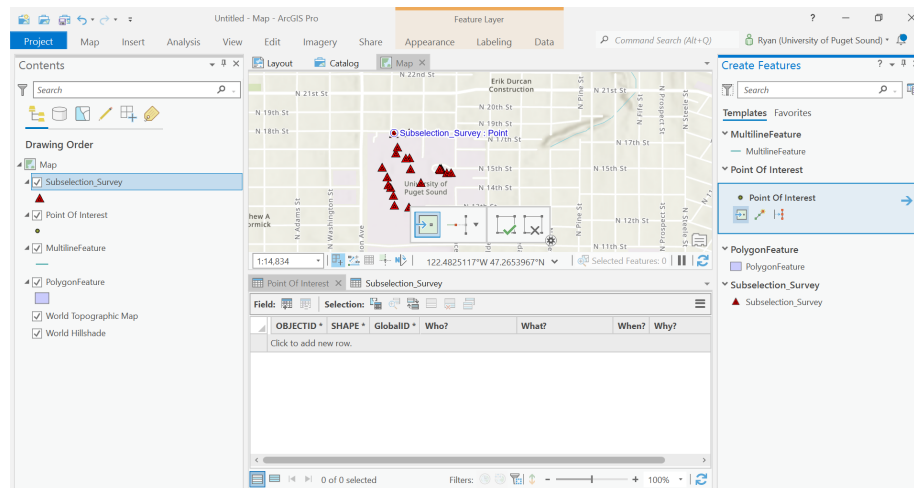 Untitled - Map - ArcGIS Pro
Feature Layer
?
Project Map Insert Analysis View Edit Imagery Share Appearance Labeling Data
Command Search (Alt+Q)
Ryan (University of Puget Sound)
Contents
Search
Drawing Order
Map
Subselection_Survey
Point Of Interest
MultilineFeature
PolygonFeature
World Topographic Map
World Hillshade
Layout Catalog Map
N 22nd St
Erik Durcan
Construction
N 21st St
N 21st St
N 20th St
N Pine St
N Fife St
N Prospect St
N Steele St
N 19th St
N 19th St
N 18th St
Subselection_Survey : Point
N 17th St
N 17th St
N 15th St
N 15th St
University of
Puget Sound
N 14th St
N Adams St
N Washington St
N 12th St
N Pine St
N Prospect St
N 11th St
1:14,834
122.4825117°W 47.2653967°N
Selected Features: 0
Point Of Interest Subselection_Survey
Field: Selection:
OBJECTID * SHAPE * GlobalID * Who? What? When? Why?
Click to add new row.
0 of 0 selected
Filters:
- + 100%
Create Features
?
Search
Templates Favorites
MultilineFeature
MultilineFeature
Point Of Interest
Point Of Interest
PolygonFeature
PolygonFeature
Subselection_Survey
Subselection_Survey